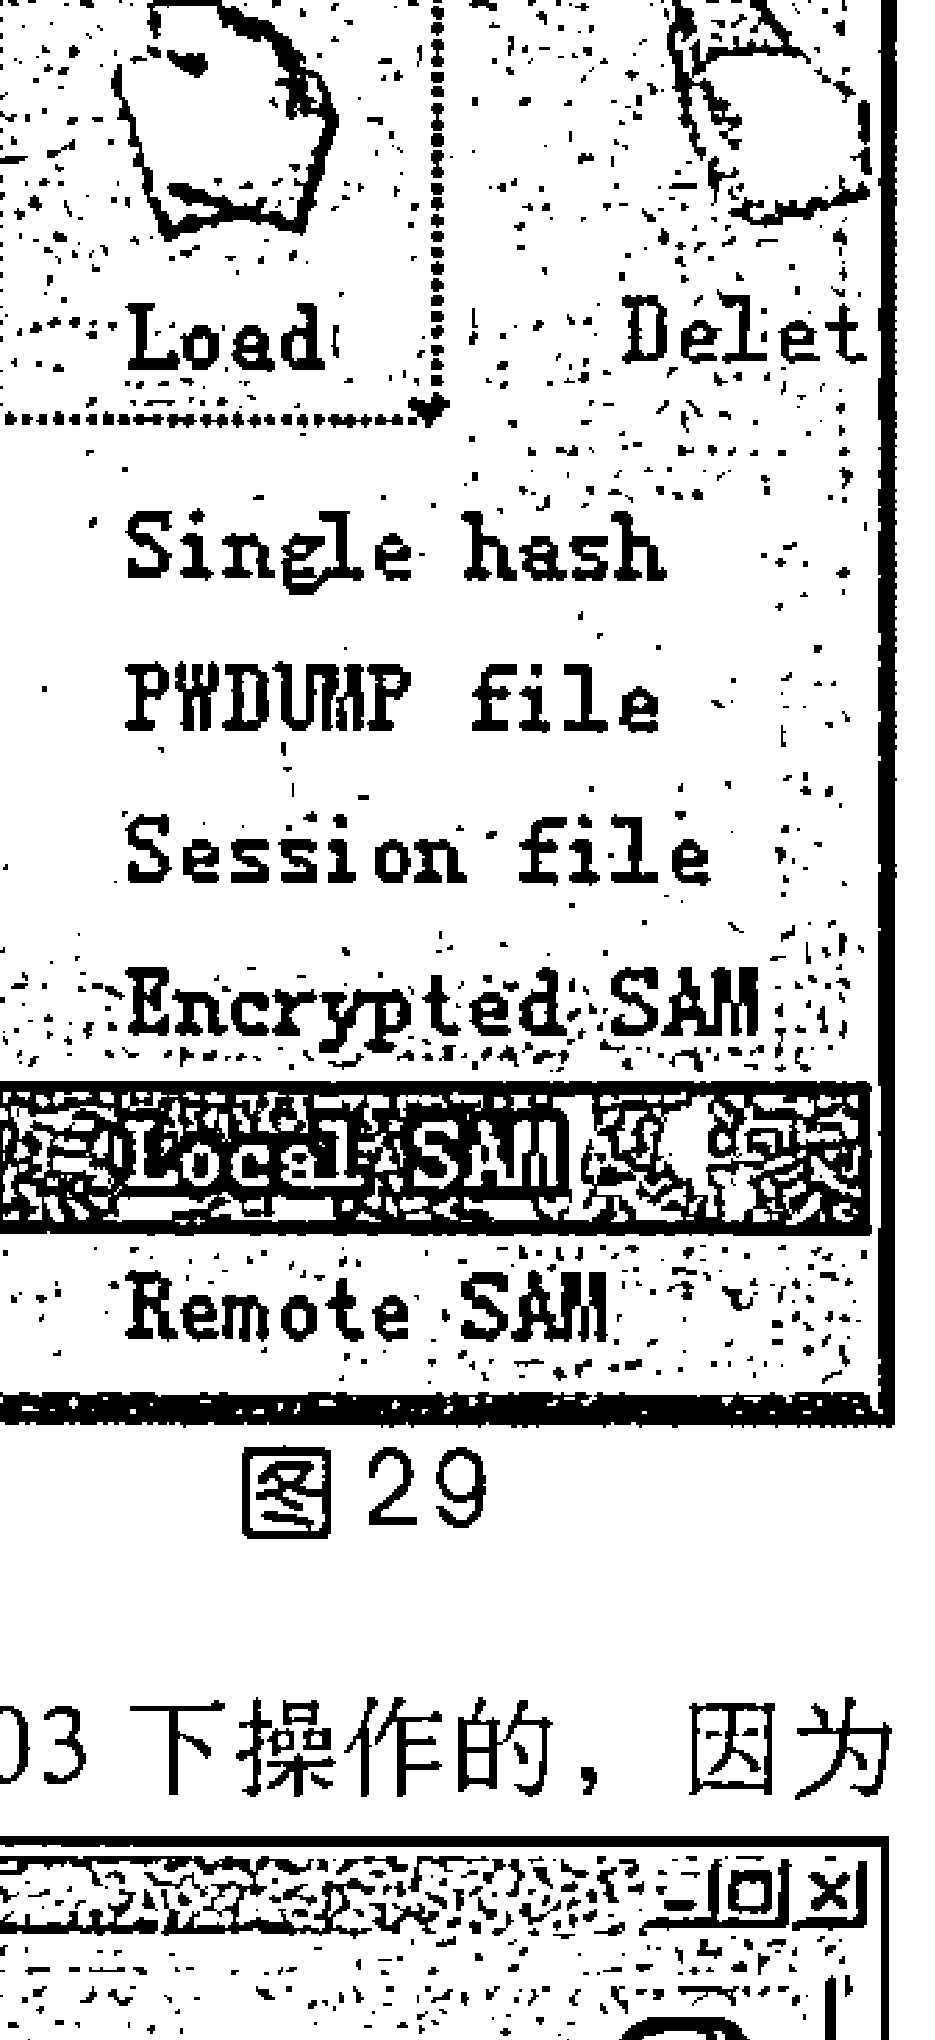 Load Delet
Single hash
PWDUMP file
Session file
Encrypted SAM
Local SAM
Remote SAM
图 29
03 下操作的，因为